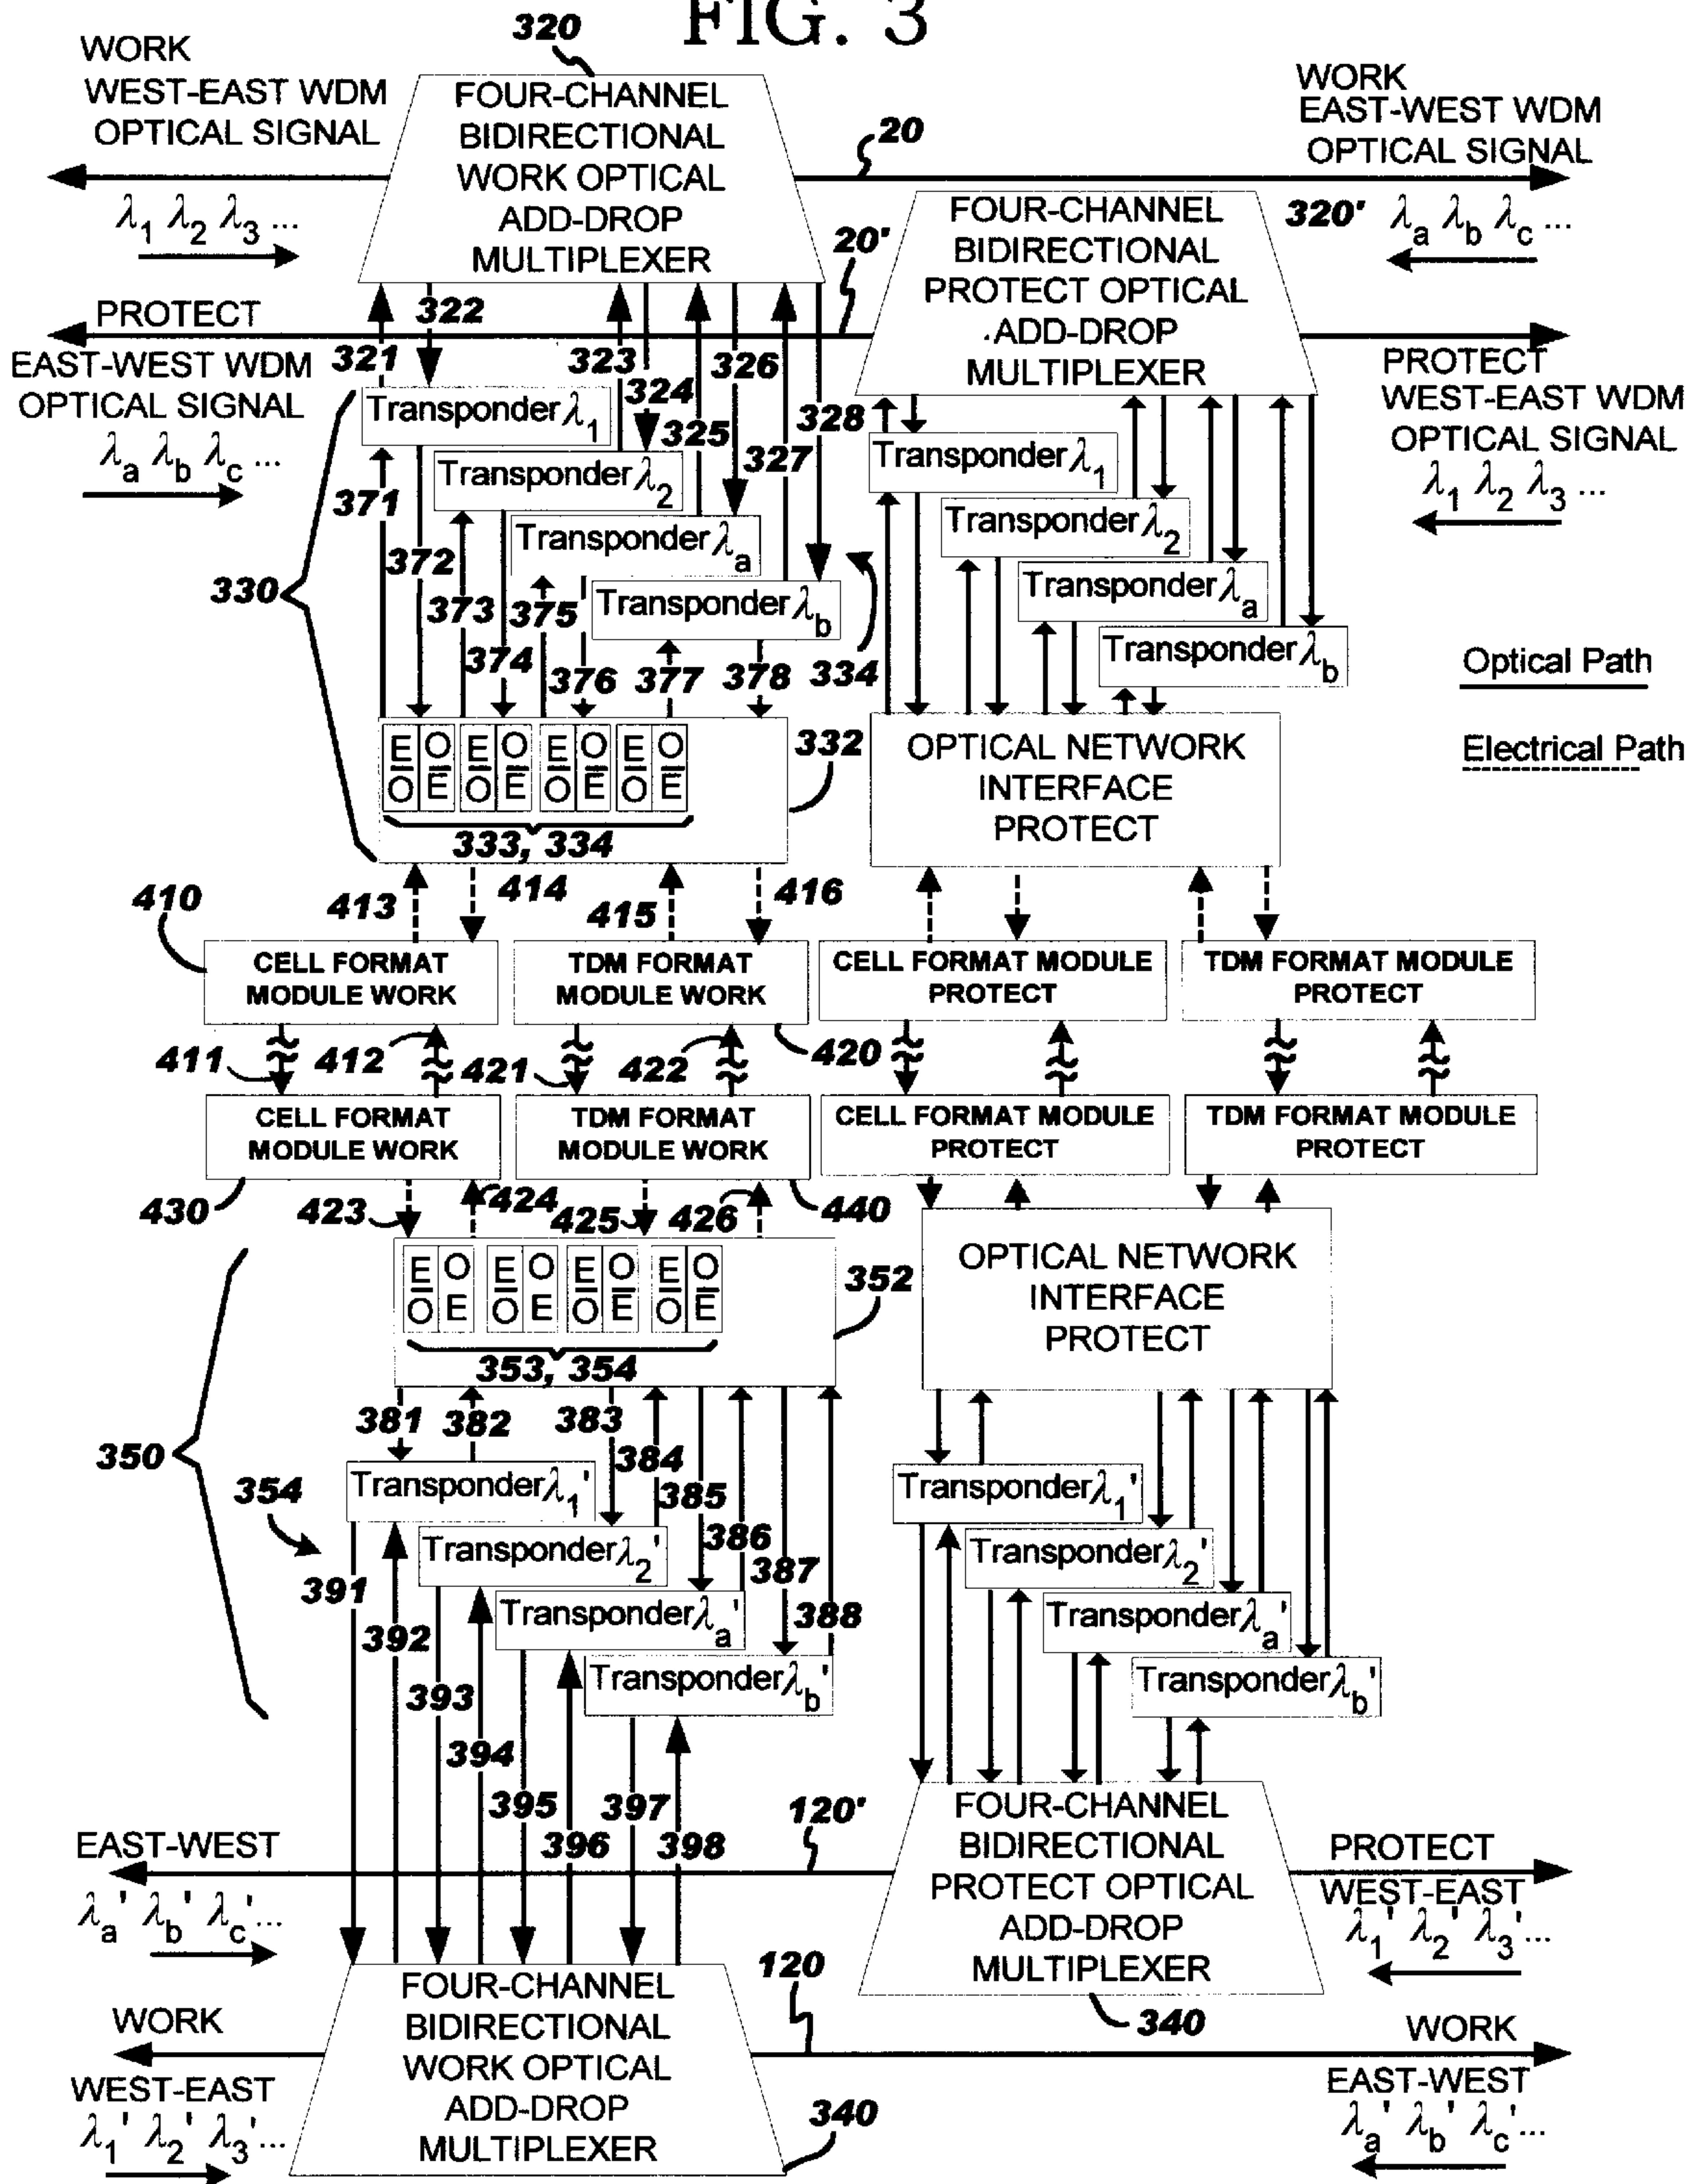 FIG. 3
320
WORK
WEST-EAST WDM
OPTICAL SIGNAL
λ1 λ2 λ3 ...
FOUR-CHANNEL
BIDIRECTIONAL
WORK OPTICAL
ADD-DROP
MULTIPLEXER
20
WORK
EAST-WEST WDM
OPTICAL SIGNAL
320' λa λb λc ...
20'
FOUR-CHANNEL
BIDIRECTIONAL
PROTECT OPTICAL
ADD-DROP
MULTIPLEXER
PROTECT
EAST-WEST WDM
OPTICAL SIGNAL
λa λb λc ...
PROTECT
WEST-EAST WDM
OPTICAL SIGNAL
λ1 λ2 λ3 ...
321
322
323
324
325
326
327
328
Transponder λ1
Transponder λ2
Transponder λa
Transponder λb
330
371
372
373
374
375
376
377
378
334
Transponder λ1
Transponder λ2
Transponder λa
Transponder λb
Optical Path
Electrical Path
E O E O E O E O
O E O E O E O E
333, 334
332
OPTICAL NETWORK
INTERFACE
PROTECT
410
413
414
415
416
CELL FORMAT
MODULE WORK
TDM FORMAT
MODULE WORK
CELL FORMAT MODULE
PROTECT
TDM FORMAT MODULE
PROTECT
411
412
421
422
420
CELL FORMAT
MODULE WORK
TDM FORMAT
MODULE WORK
CELL FORMAT MODULE
PROTECT
TDM FORMAT MODULE
PROTECT
430
423
424
425
426
440
E O E O E O E O
O E O E O E O E
353, 354
352
OPTICAL NETWORK
INTERFACE
PROTECT
350
354
381
382
383
384
385
386
387
388
Transponder λ1'
Transponder λ2'
Transponder λa'
Transponder λb'
Transponder λ1'
Transponder λ2'
Transponder λa'
Transponder λb'
391
392
393
394
395
396
397
398
120'
EAST-WEST
λa' λb' λc'...
FOUR-CHANNEL
BIDIRECTIONAL
PROTECT OPTICAL
ADD-DROP
MULTIPLEXER
340
PROTECT
WEST-EAST
λ1' λ2' λ3'...
120
WORK
WEST-EAST
λ1' λ2' λ3'...
FOUR-CHANNEL
BIDIRECTIONAL
WORK OPTICAL
ADD-DROP
MULTIPLEXER
340
WORK
EAST-WEST
λa' λb' λc'...